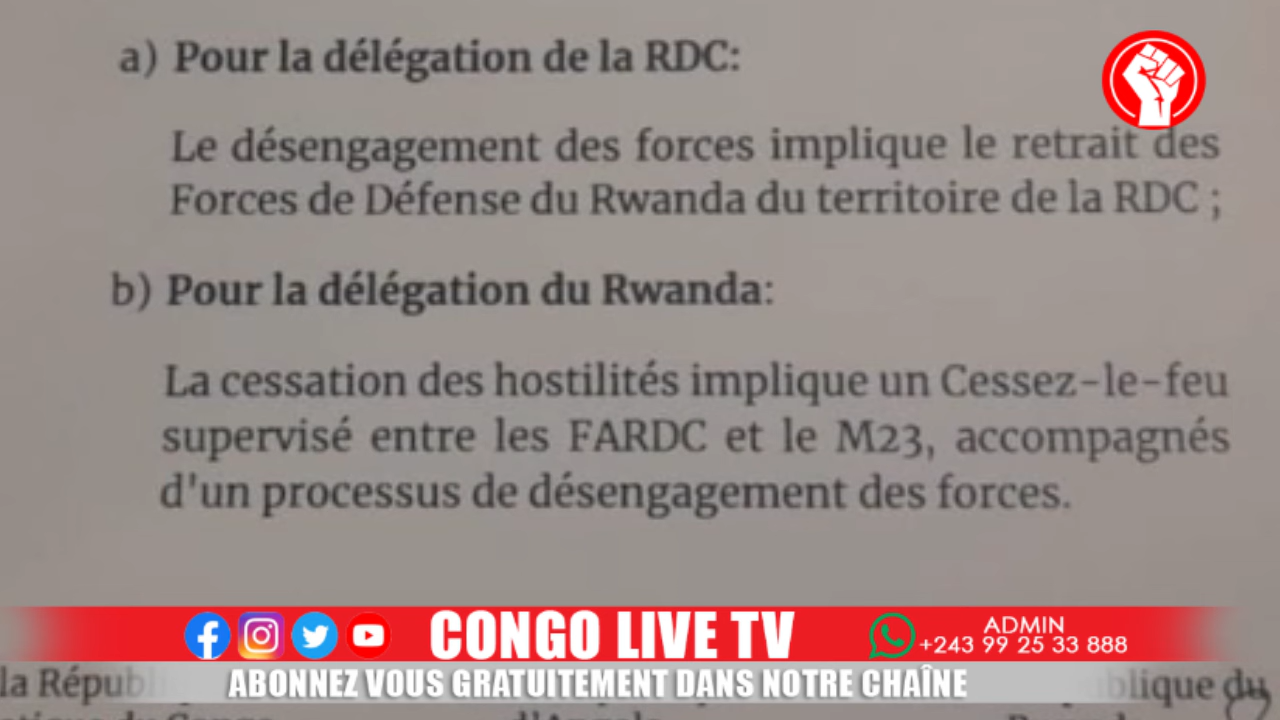 a) Pour la délégation de la RDC:
Le désengagement des forces implique le retrait des
Forces de Défense du Rwanda du territoire de la RDC ;
b) Pour la délégation du Rwanda:
La cessation des hostilités implique un Cessez-le-feu
supervisé entre les FARDC et le M23, accompagnés
d'un processus de désengagement des forces.
CONGO LIVE TV
ADMIN
+243 99 25 33 888
ABONNEZ VOUS GRATUITEMENT DANS NOTRE CHAÎNE
la
du